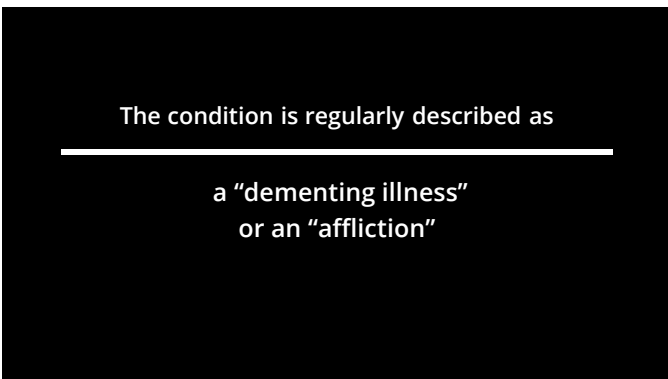 The condition is regularly described as
a “dementing illness”
or an “affliction”